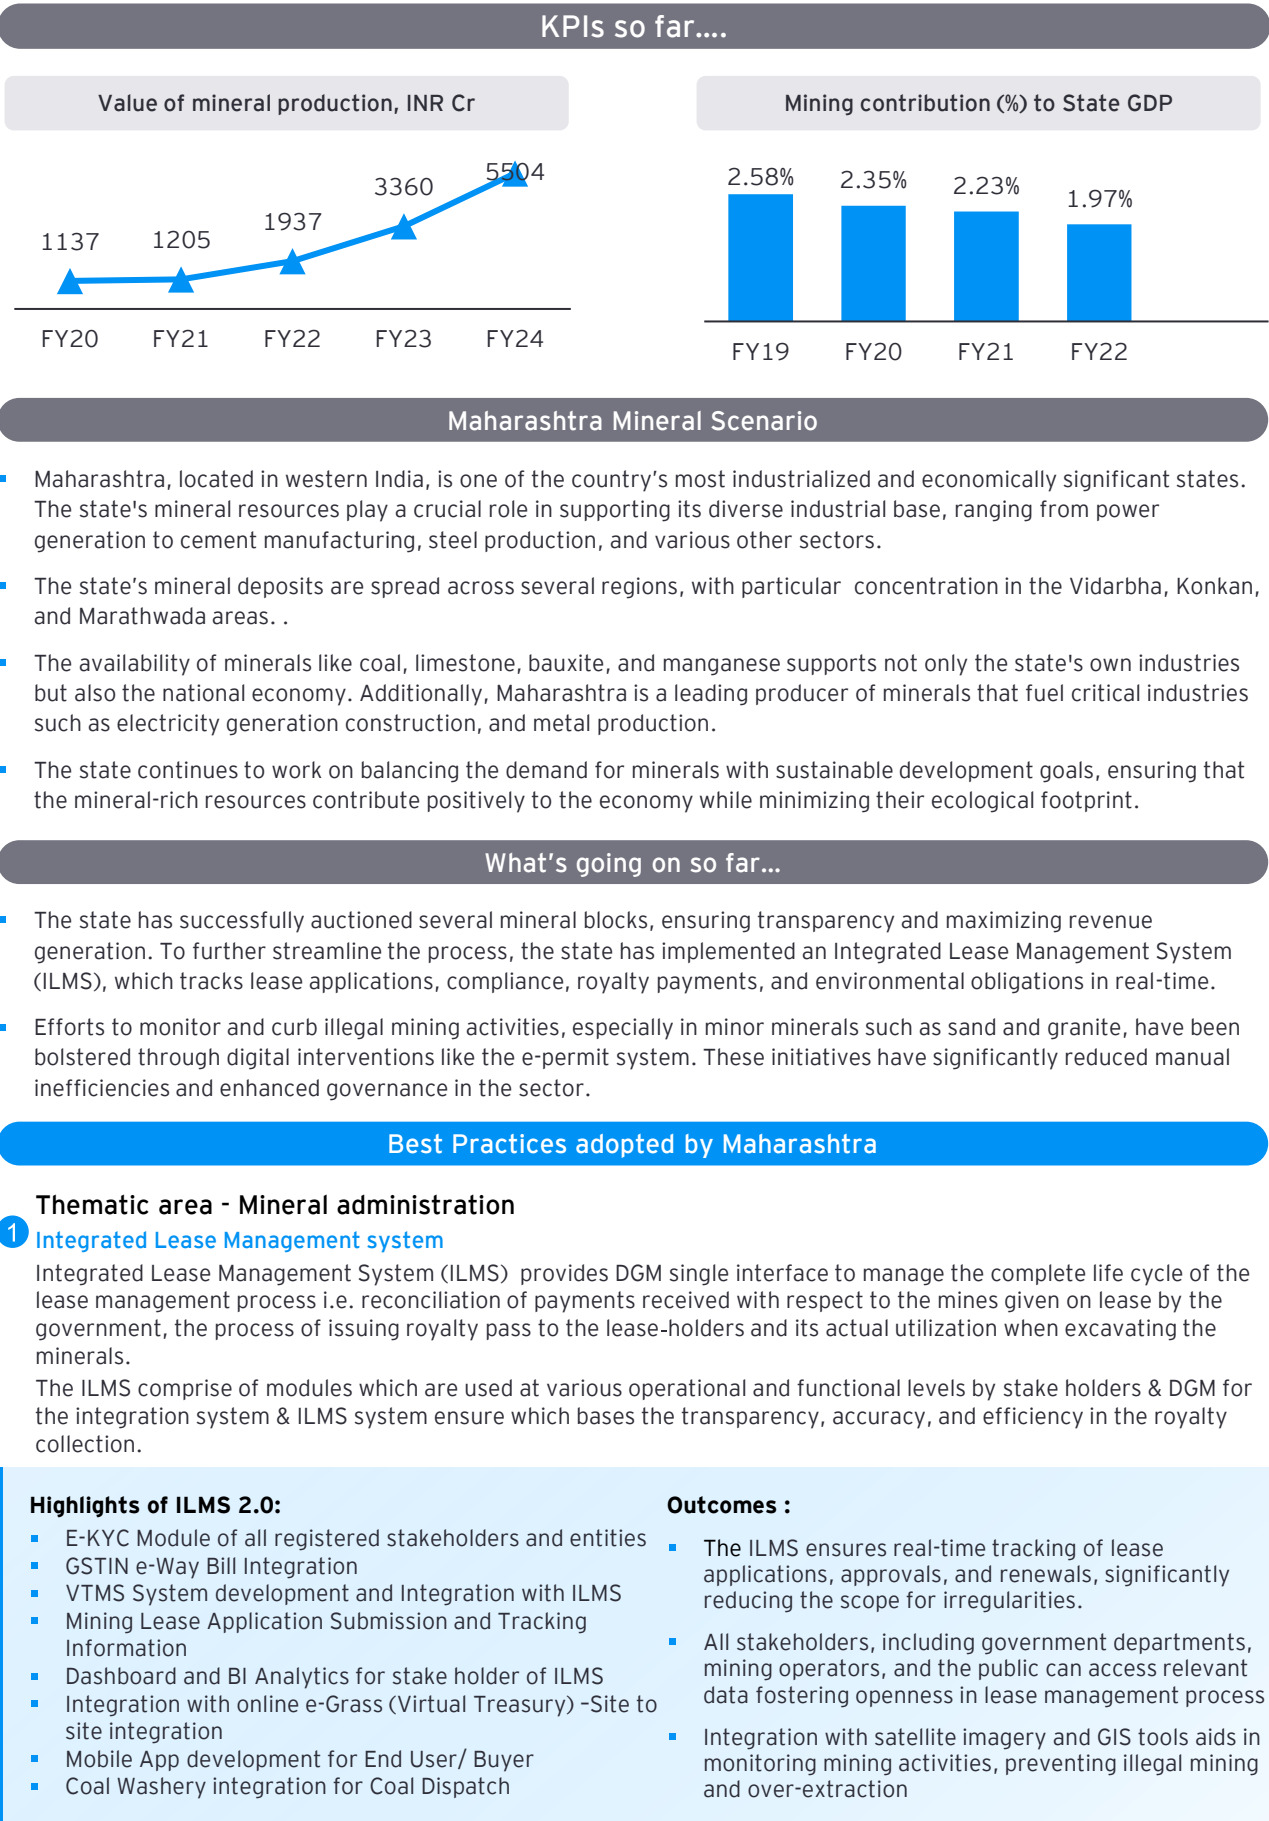 KPIs so far....
Value of mineral production, INR Cr
1137
1205
1937
3360
5504
FY20
FY21
FY22
FY23
FY24
Mining contribution (%) to State GDP
2.58%
2.35%
2.23%
1.97%
FY19
FY20
FY21
FY22
Maharashtra Mineral Scenario
Maharashtra, located in western India, is one of the country’s most industrialized and economically significant states.
The state's mineral resources play a crucial role in supporting its diverse industrial base, ranging from power
generation to cement manufacturing, steel production, and various other sectors.
The state’s mineral deposits are spread across several regions, with particular  concentration in the Vidarbha, Konkan,
and Marathwada areas. .
The availability of minerals like coal, limestone, bauxite, and manganese supports not only the state's own industries
but also the national economy. Additionally, Maharashtra is a leading producer of minerals that fuel critical industries
such as electricity generation construction, and metal production.
The state continues to work on balancing the demand for minerals with sustainable development goals, ensuring that
the mineral-rich resources contribute positively to the economy while minimizing their ecological footprint.
What’s going on so far…
The state has successfully auctioned several mineral blocks, ensuring transparency and maximizing revenue
generation. To further streamline the process, the state has implemented an Integrated Lease Management System
(ILMS), which tracks lease applications, compliance, royalty payments, and environmental obligations in real-time.
Efforts to monitor and curb illegal mining activities, especially in minor minerals such as sand and granite, have been
bolstered through digital interventions like the e-permit system. These initiatives have significantly reduced manual
inefficiencies and enhanced governance in the sector.
Best Practices adopted by Maharashtra
Thematic area - Mineral administration
1
Integrated Lease Management system
Integrated Lease Management System (ILMS)  provides DGM single interface to manage the complete life cycle of the
lease management process i.e. reconciliation of payments received with respect to the mines given on lease by the
government, the process of issuing royalty pass to the lease-holders and its actual utilization when excavating the
minerals.
The ILMS comprise of modules which are used at various operational and functional levels by stake holders & DGM for
the integration system & ILMS system ensure which bases the transparency, accuracy, and efficiency in the royalty
collection.
Highlights of ILMS 2.0:
E-KYC Module of all registered stakeholders and entities
GSTIN e-Way Bill Integration
VTMS System development and Integration with ILMS
Mining Lease Application Submission and Tracking
Information
Dashboard and BI Analytics for stake holder of ILMS
Integration with online e-Grass (Virtual Treasury) –Site to
site integration
Mobile App development for End User/ Buyer
Coal Washery integration for Coal Dispatch
Outcomes :
The ILMS ensures real-time tracking of lease
applications, approvals, and renewals, significantly
reducing the scope for irregularities.
All stakeholders, including government departments,
mining operators, and the public can access relevant
data fostering openness in lease management process
Integration with satellite imagery and GIS tools aids in
monitoring mining activities, preventing illegal mining
and over-extraction